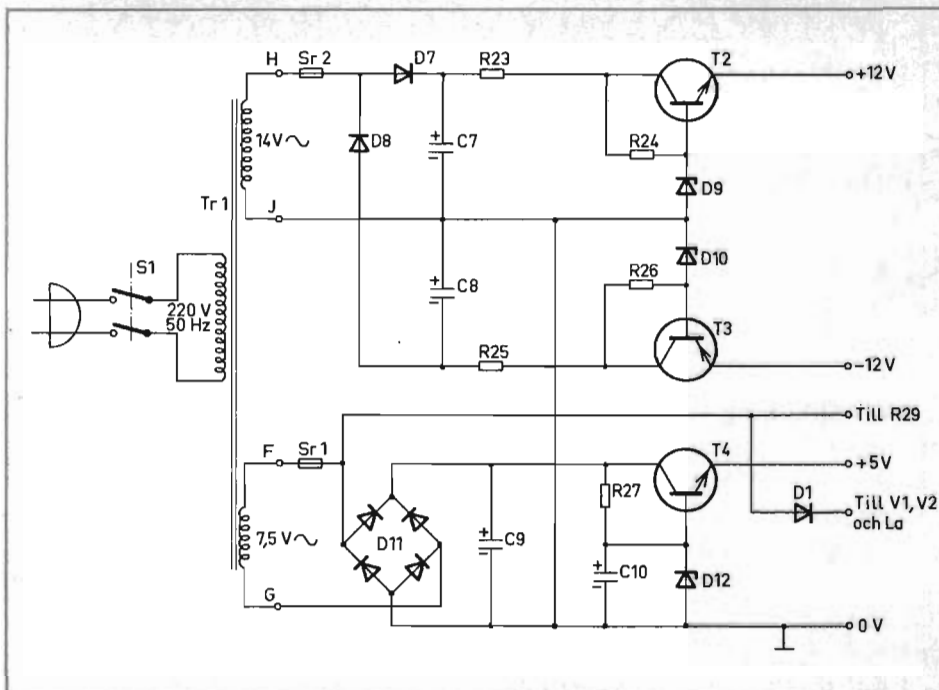 H
Sr 2
D7
R23
T2
+12V
14V
D8
+
–
C7
R24
D9
Tr 1
J
S1
220 V
50 Hz
+
–
C8
R26
D10
T3
R25
–12V
Till R29
F
Sr 1
T4
+5V
R27
D1
Till V1, V2
och La
7,5 V
D11
+
–
C9
+
–
C10
D12
G
0 V